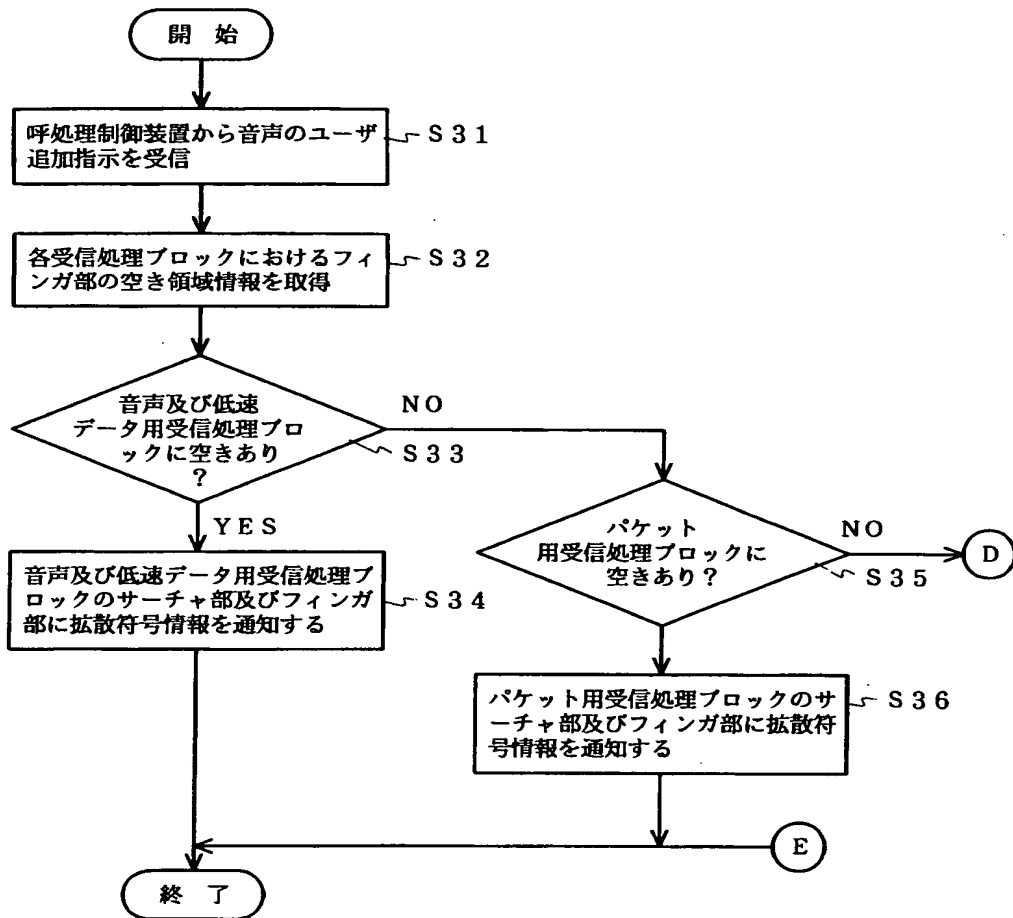 開 始
呼処理制御装置から音声のユーザ
追加指示を受信
S31
各受信処理ブロックにおけるフィ
ンガ部の空き領域情報を取得
S32
音声及び低速
データ用受信処理ブロ
ックに空きあり
?
NO
S33
YES
音声及び低速データ用受信処理ブ
ロックのサーチャ部及びフィンガ
部に拡散符号情報を通知する
S34
パケット
用受信処理ブロックに
空きあり?
NO
S35
D
パケット用受信処理ブロックのサ
ーチャ部及びフィンガ部に拡散符
号情報を通知する
S36
E
終 了